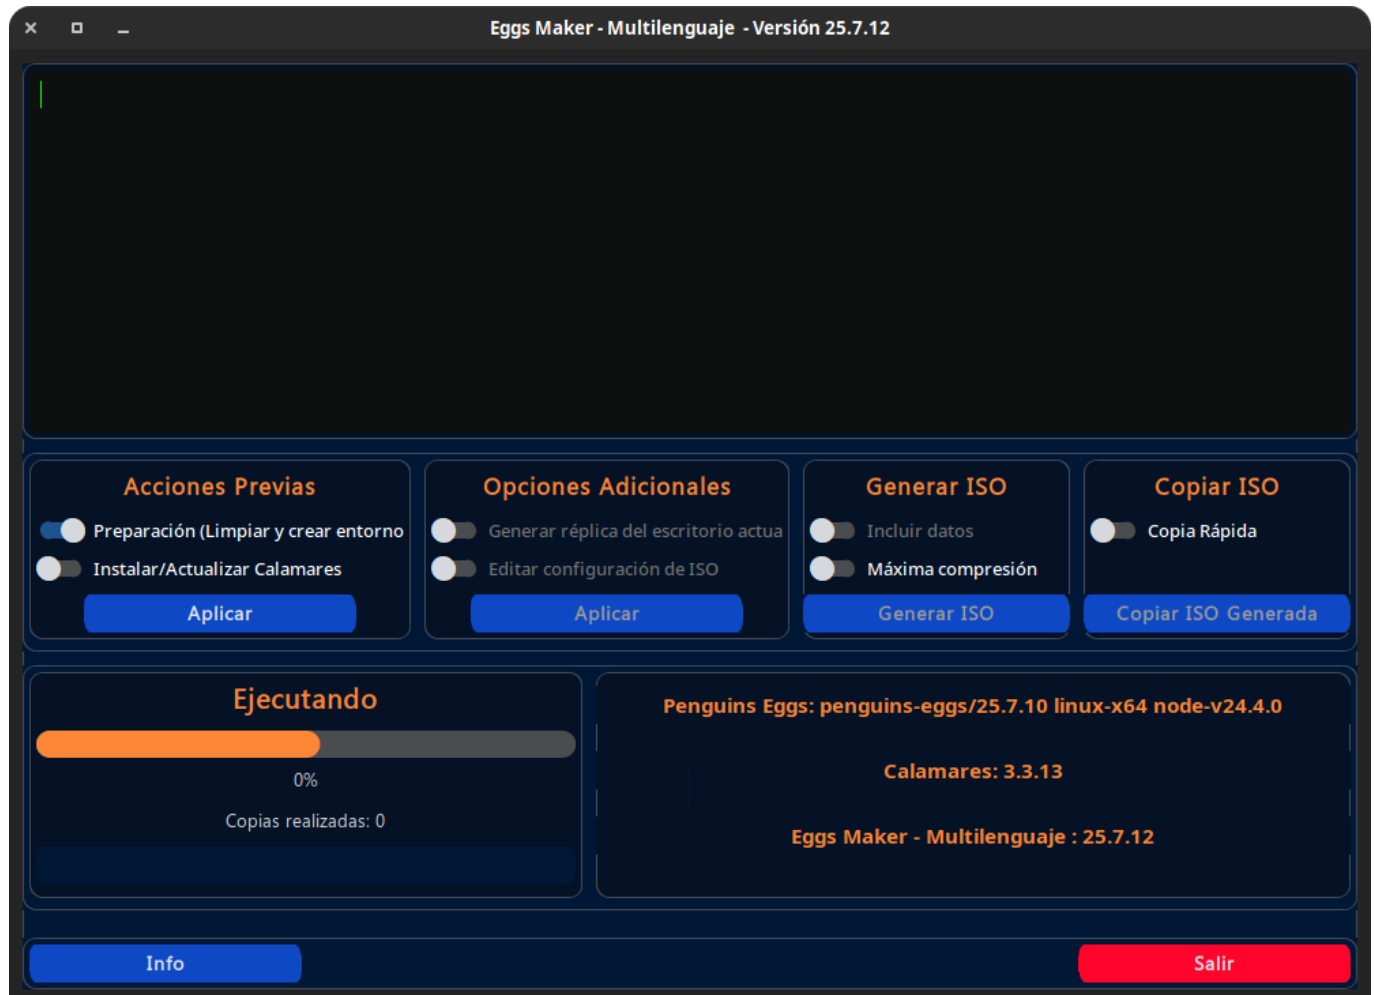 Eggs Maker - Multilenguaje - Versión 25.7.12
Acciones Previas
Preparación (Limpiar y crear entorno
Instalar/Actualizar Calamares
Aplicar
Opciones Adicionales
Generar réplica del escritorio actua
Editar configuración de ISO
Aplicar
Generar ISO
Incluir datos
Máxima compresión
Generar ISO
Copiar ISO
Copia Rápida
Copiar ISO Generada
Ejecutando
0%
Copias realizadas: 0
Penguins Eggs: penguins-eggs/25.7.10 linux-x64 node-v24.4.0
Calamares: 3.3.13
Eggs Maker - Multilenguaje : 25.7.12
Info
Salir